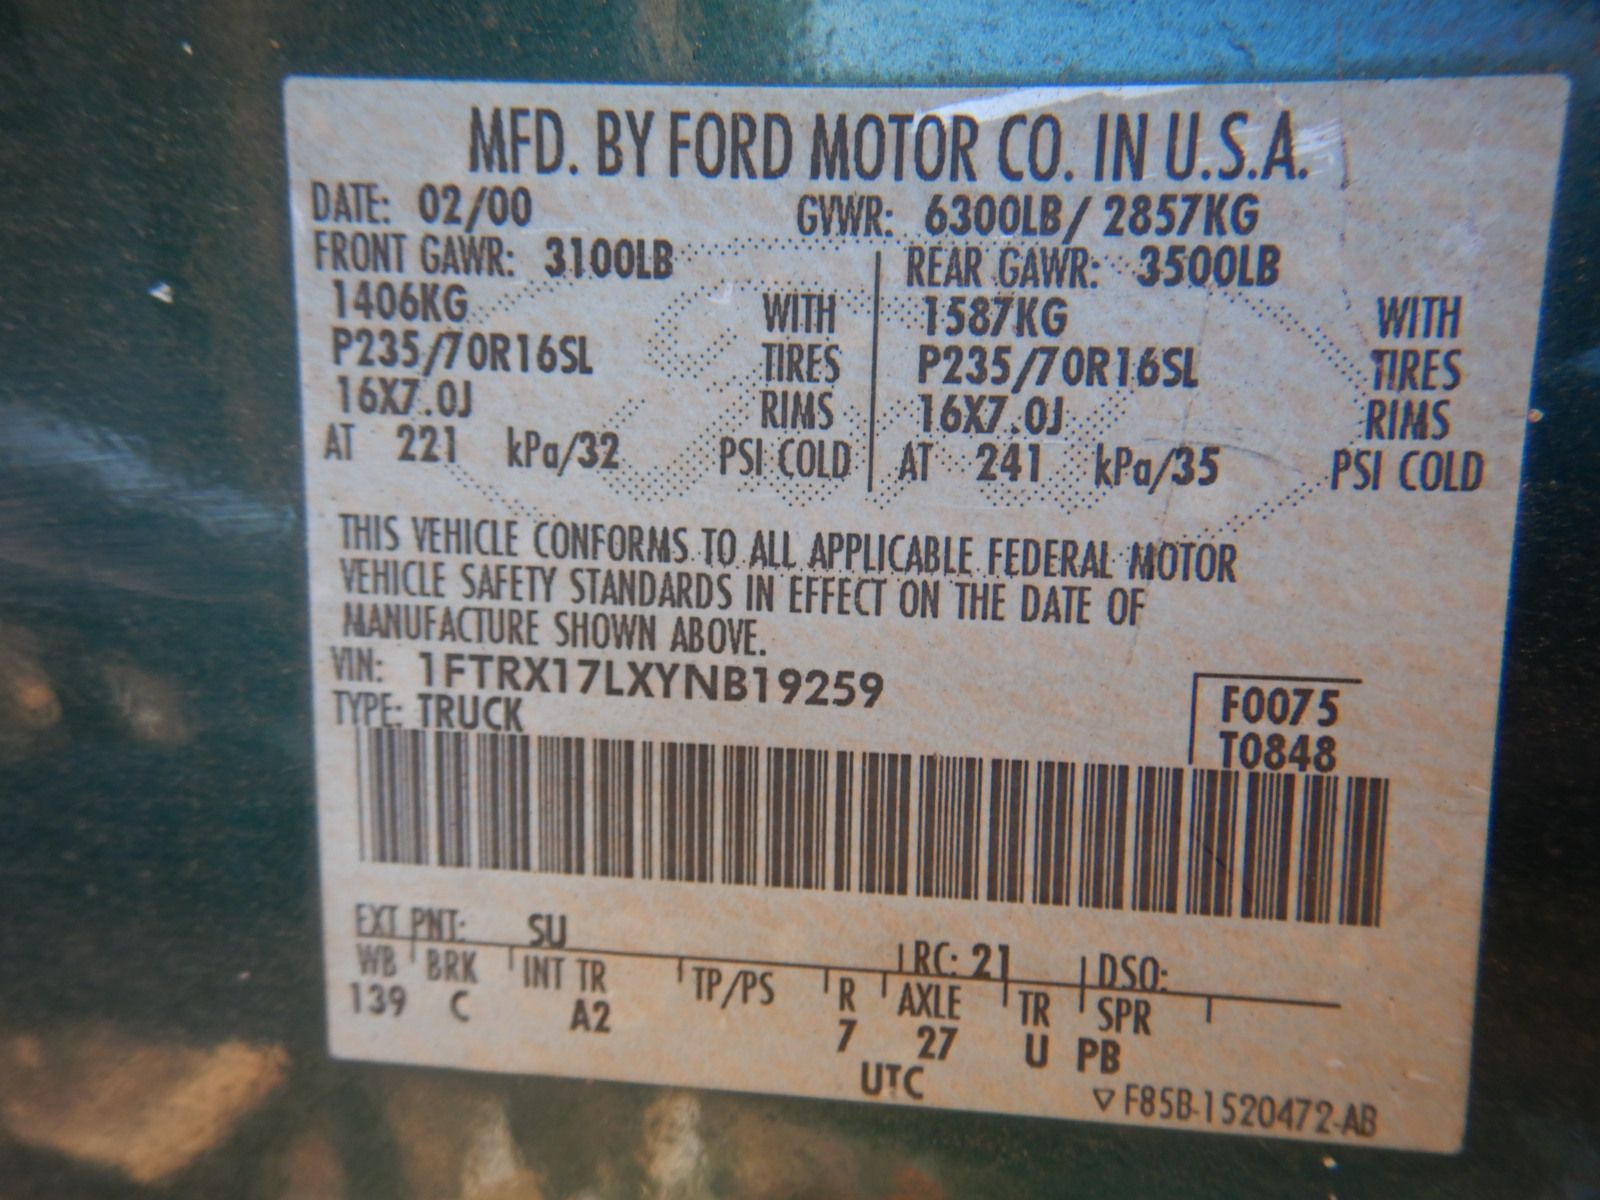 MFD. BY FORD MOTOR CO. IN U.S.A.
DATE: 02/00 GVWR: 6300LB/ 2857KG
FRONT GAWR: 3100LB REAR GAWR: 3500LB
1406KG WITH 1587KG WITH
P235/70R16SL TIRES P235/70R16SL TIRES
16X7.0J RIMS 16X7.0J RIMS
AT 221 kPa/32 PSI COLD AT 241 kPa/35 PSI COLD
THIS VEHICLE CONFORMS TO ALL APPLICABLE FEDERAL MOTOR
VEHICLE SAFETY STANDARDS IN EFFECT ON THE DATE OF
MANUFACTURE SHOWN ABOVE.
VIN: 1FTRX17LXYNB19259
TYPE: TRUCK
F0075
T0848
EXT PNT: SU RC: 21 DSO:
WB BRK INT TR TP/PS R AXLE TR SPR
139 C A2 7 27 U PB
UTC
▽ F85B-1520472-AB